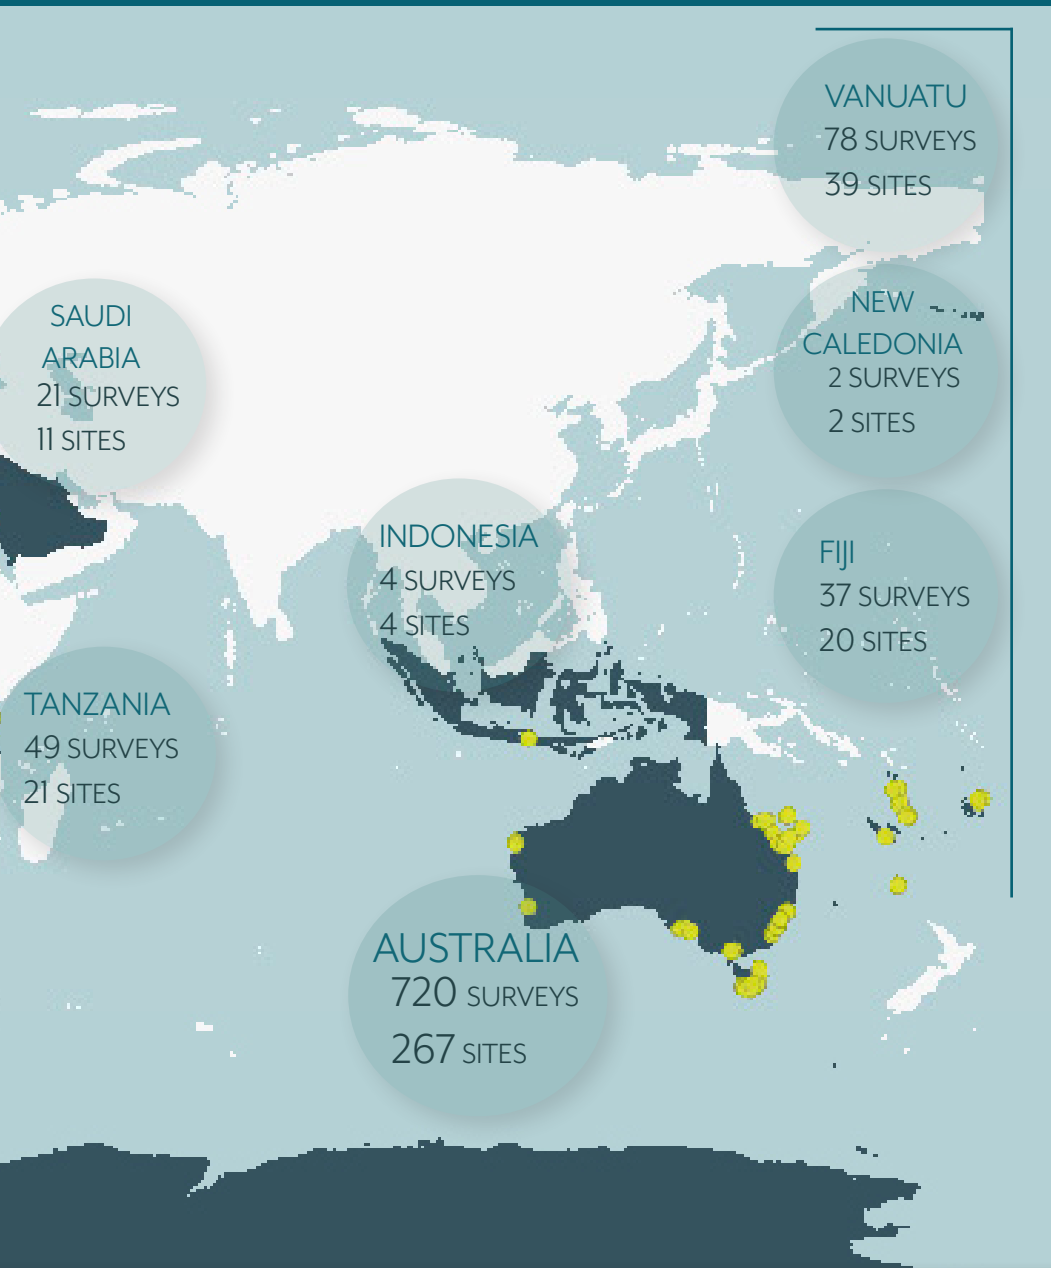 VANUATU
78 SURVEYS
39 SITES
SAUDI
ARABIA
21 SURVEYS
11 SITES
NEW
CALEDONIA
2 SURVEYS
2 SITES
INDONESIA
4 SURVEYS
4 SITES
FIJI
37 SURVEYS
20 SITES
TANZANIA
49 SURVEYS
21 SITES
AUSTRALIA
720 SURVEYS
267 SITES